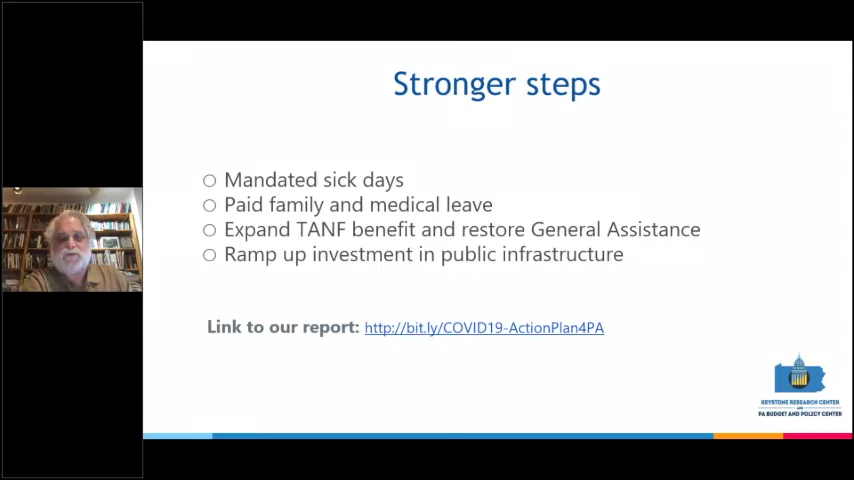 Stronger steps
Mandated sick days
Paid family and medical leave
Expand TANF benefit and restore General Assistance
Ramp up investment in public infrastructure
Link to our report: http://bit.ly/COVID19-ActionPlan4PA
KEYSTONE RESEARCH CENTER
AND
PA BUDGET AND POLICY CENTER